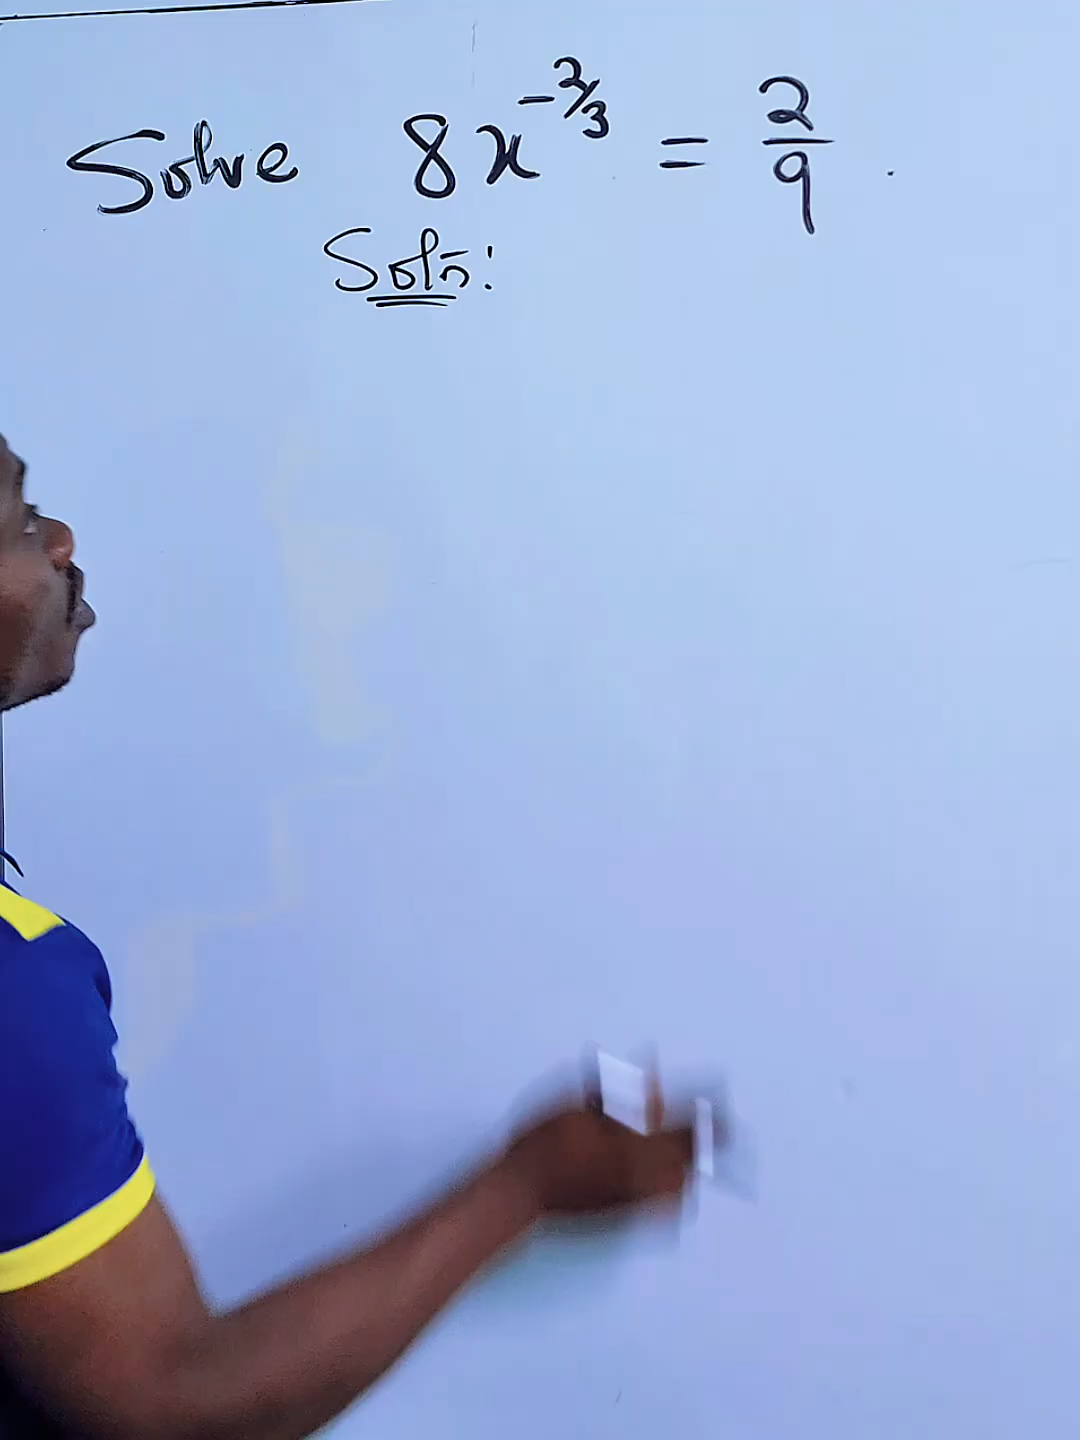 Solve 8x^{-2/3} = 2/9.
Soln: